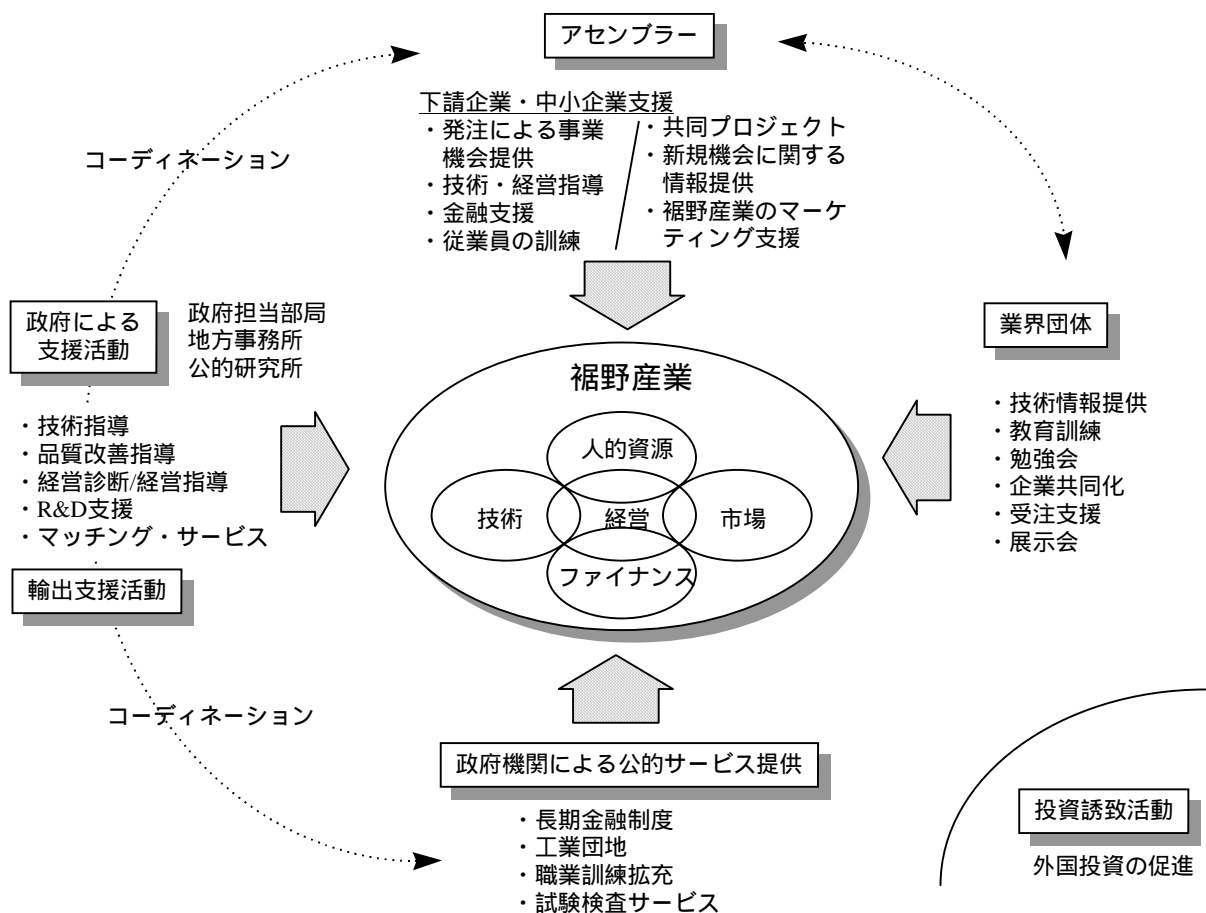 アセンブラー
下請企業・中小企業支援
・発注による事業
機会提供
・技術・経営指導
・金融支援
・従業員の訓練
・共同プロジェクト
・新規機会に関する
情報提供
・裾野産業のマーケ
ティング支援
コーディネーション
政府による
支援活動
政府担当部局
地方事務所
公的研究所
・技術指導
・品質改善指導
・経営診断/経営指導
・R&D支援
・マッチング・サービス
輸出支援活動
裾野産業
人的資源
技術
経営
市場
ファイナンス
業界団体
・技術情報提供
・教育訓練
・勉強会
・企業共同化
・受注支援
・展示会
コーディネーション
政府機関による公的サービス提供
・長期金融制度
・工業団地
・職業訓練拡充
・試験検査サービス
投資誘致活動
外国投資の促進